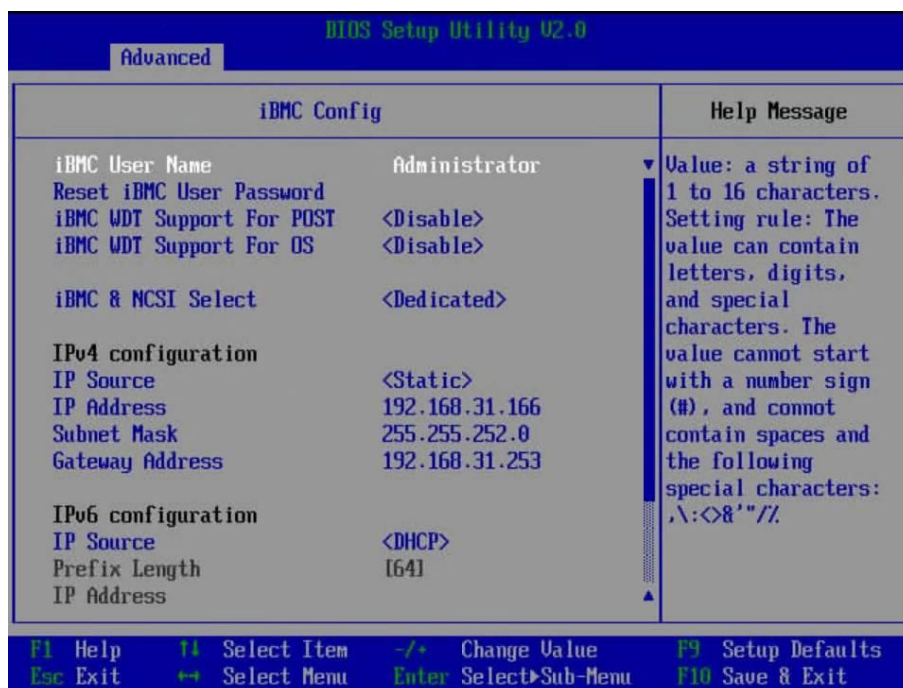 BIOS Setup Utility V2.0
Advanced
iBMC Config
iBMC User Name Administrator
Reset iBMC User Password
iBMC WDT Support For POST <Disable>
iBMC WDT Support For OS <Disable>
iBMC & NCSI Select <Dedicated>
IPv4 configuration
IP Source <Static>
IP Address 192.168.31.166
Subnet Mask 255.255.252.0
Gateway Address 192.168.31.253
IPv6 configuration
IP Source <DHCP>
Prefix Length [64]
IP Address
Help Message
Value: a string of
1 to 16 characters.
Setting rule: The
value can contain
letters, digits,
and special
characters. The
value cannot start
with a number sign
(#), and connot
contain spaces and
the following
special characters:
,\:<>&'"/%
F1 Help ↑↓ Select Item -/+ Change Value F9 Setup Defaults
Esc Exit ↔ Select Menu Enter Select▶Sub-Menu F10 Save & Exit